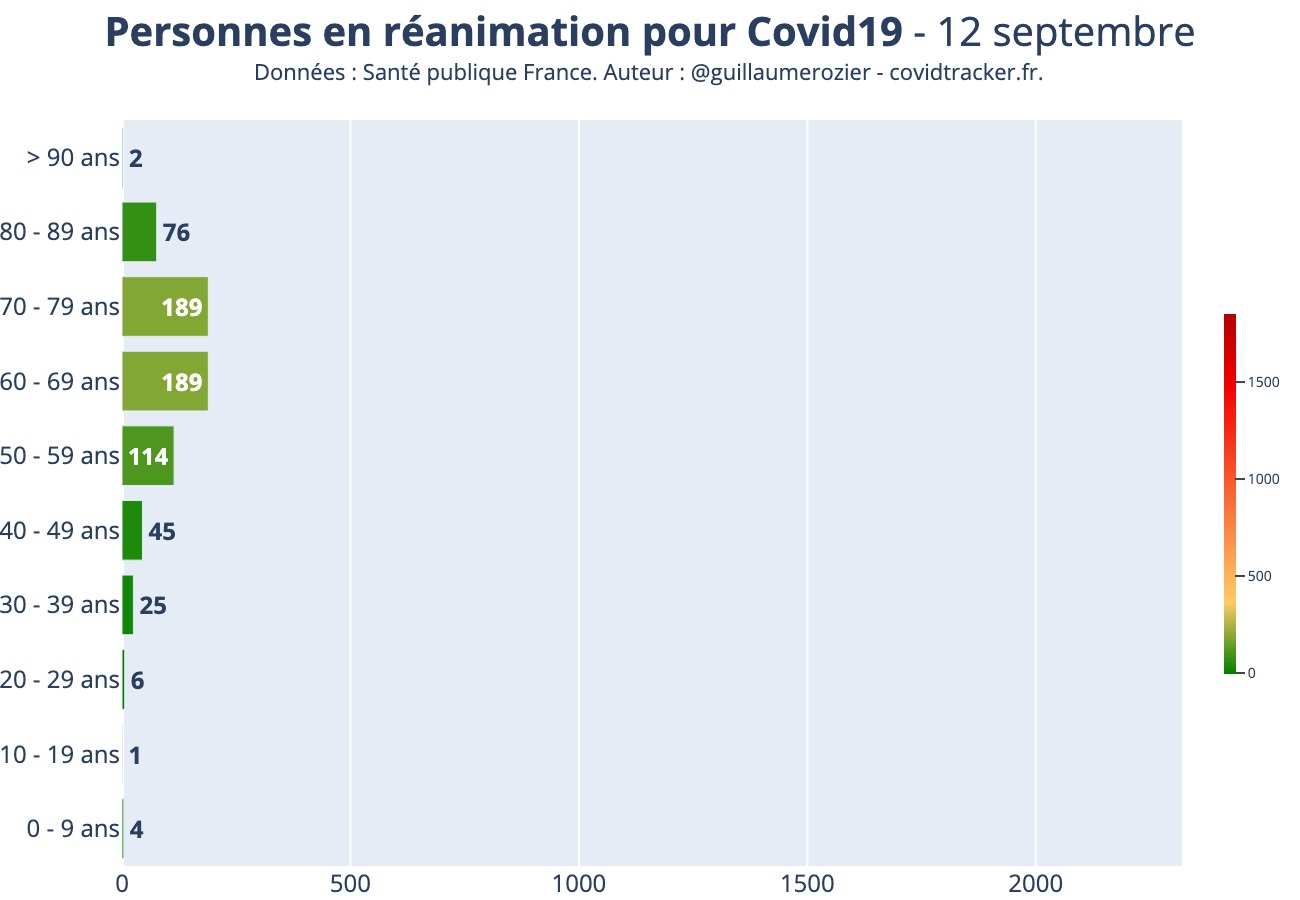 Personnes en réanimation pour Covid19 - 12 septembre
Données : Santé publique France. Auteur : @guillaumerozier - covidtracker.fr.
> 90 ans 2
80 - 89 ans 76
70 - 79 ans 189
60 - 69 ans 189
50 - 59 ans 114
40 - 49 ans 45
30 - 39 ans 25
20 - 29 ans 6
10 - 19 ans 1
0 - 9 ans 4
0 500 1000 1500 2000
1500
1000
500
0